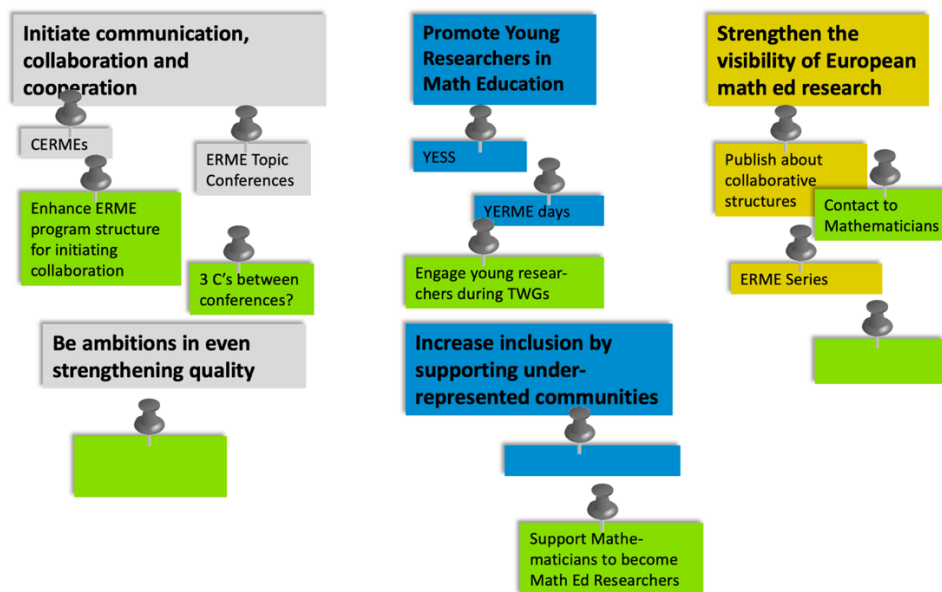 Initiate communication,
collaboration and
cooperation
CERMEs
ERME Topic
Conferences
Enhance ERME
program structure
for initiating
collaboration
3 C's between
conferences?
Be ambitions in even
strengthening quality
Promote Young
Researchers in
Math Education
YESS
YERME days
Engage young resear-
chers during TWGs
Increase inclusion by
supporting under-
represented communities
Support Mathe-
maticians to become
Math Ed Researchers
Strengthen the
visibility of European
math ed research
Publish about
collaborative
structures
Contact to
Mathematicians
ERME Series